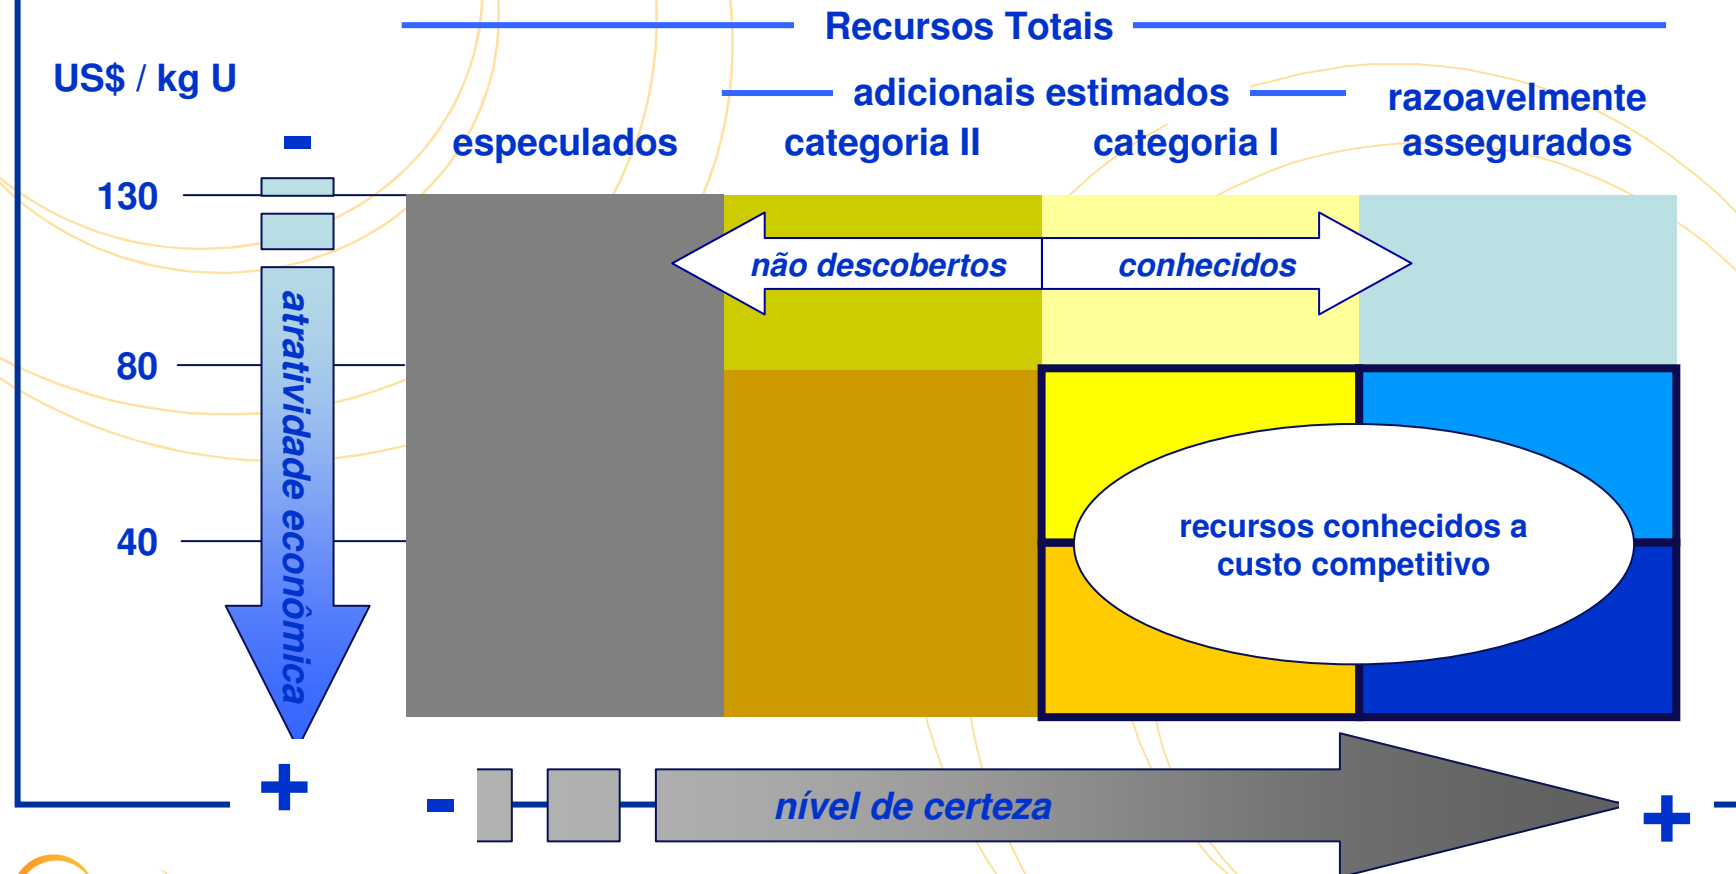 Recursos Totais
US$ / kg U
adicionais estimados
razoavelmente
especulados
categoria II
categoria I
assegurados
-
130
não descobertos
conhecidos
80
atratividade econômica
40
recursos conhecidos a
custo competitivo
+
-
nível de certeza
+